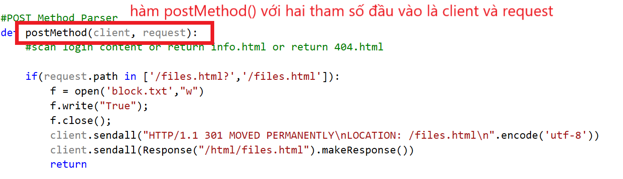 hàm postMethod() với hai tham số đầu vào là client và request
#POST Method Parser
def postMethod(client, request):
#scan login content or return info.html or return 404.html
if(request.path in ['/files.html?','/files.html']):
f = open('block.txt',"w")
f.write("True");
f.close();
client.sendall("HTTP/1.1 301 MOVED PERMANENTLY\nLOCATION: /files.html\n".encode('utf-8'))
client.sendall(Response("/html/files.html").makeResponse())
return